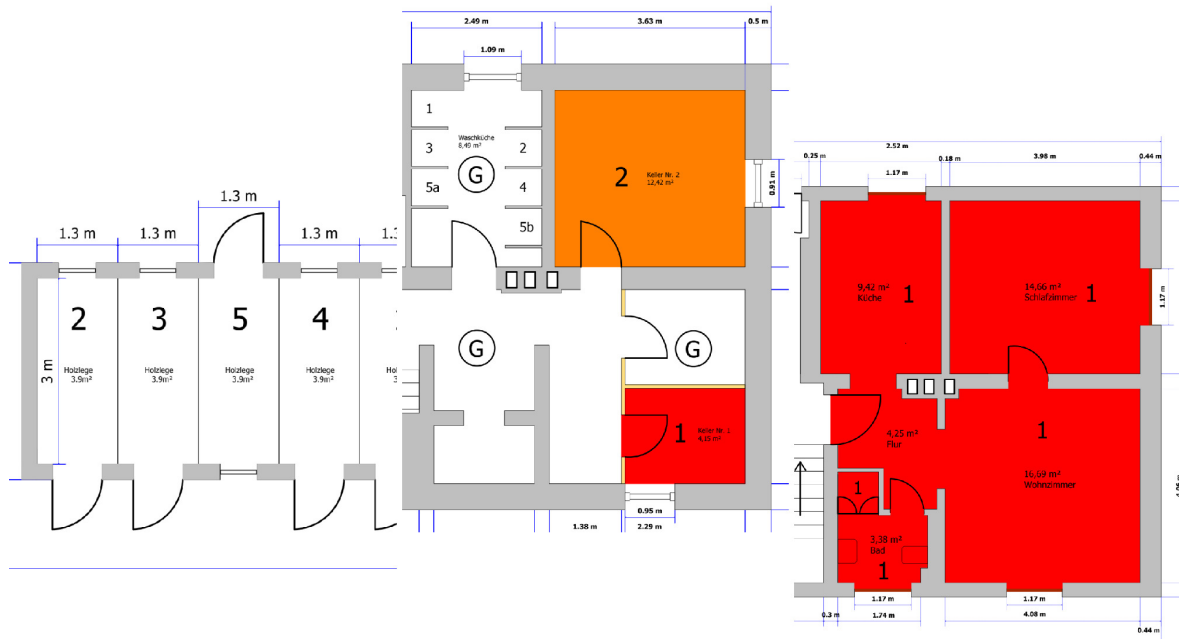 1.3 m
1.3 m
1.3 m
1.3 m
2
3
5
4
3 m
Holzlege
3.9m²
Holzlege
3.9m²
Holzlege
3.9m²
Holzlege
3.9m²
2.49 m
3.63 m
0.5 m
1.09 m
1
Waschküche
8,49 m²
3
2
G
5a
4
5b
2
Keller Nr. 2
12,42 m²
0.91 m
G
G
1
Keller Nr. 1
4,15 m²
0.95 m
1.38 m
2.29 m
2.52 m
0.25 m
0.18 m
3.98 m
0.44 m
1.17 m
9,42 m²
Küche
1
14,66 m²
Schlafzimmer
1
1.17 m
4,25 m²
Flur
1
16,69 m²
Wohnzimmer
1
3,38 m²
Bad
1
1.17 m
1.17 m
0.3 m
1.74 m
4.08 m
0.44 m